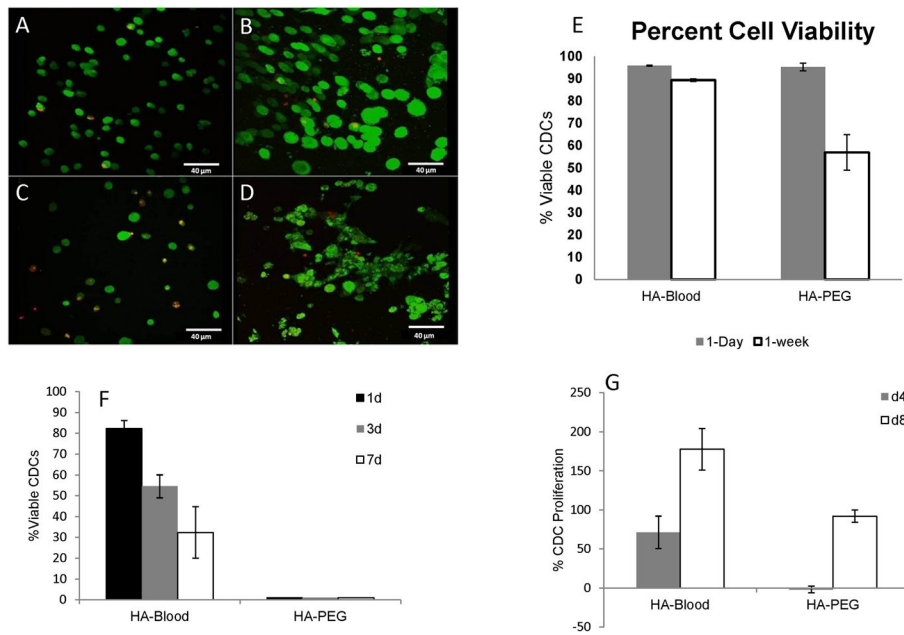 A
B
40 µm
40 µm
C
D
40 µm
40 µm
E
Percent Cell Viability
% Viable CDCs
100
90
80
70
60
50
40
30
20
10
0
HA-Blood
HA-PEG
1-Day
1-week
F
%Viable CDCs
100
90
80
70
60
50
40
30
20
10
0
HA-Blood
HA-PEG
1d
3d
7d
G
% CDC Proliferation
250
200
150
100
50
0
-50
HA-Blood
HA-PEG
d4
d8